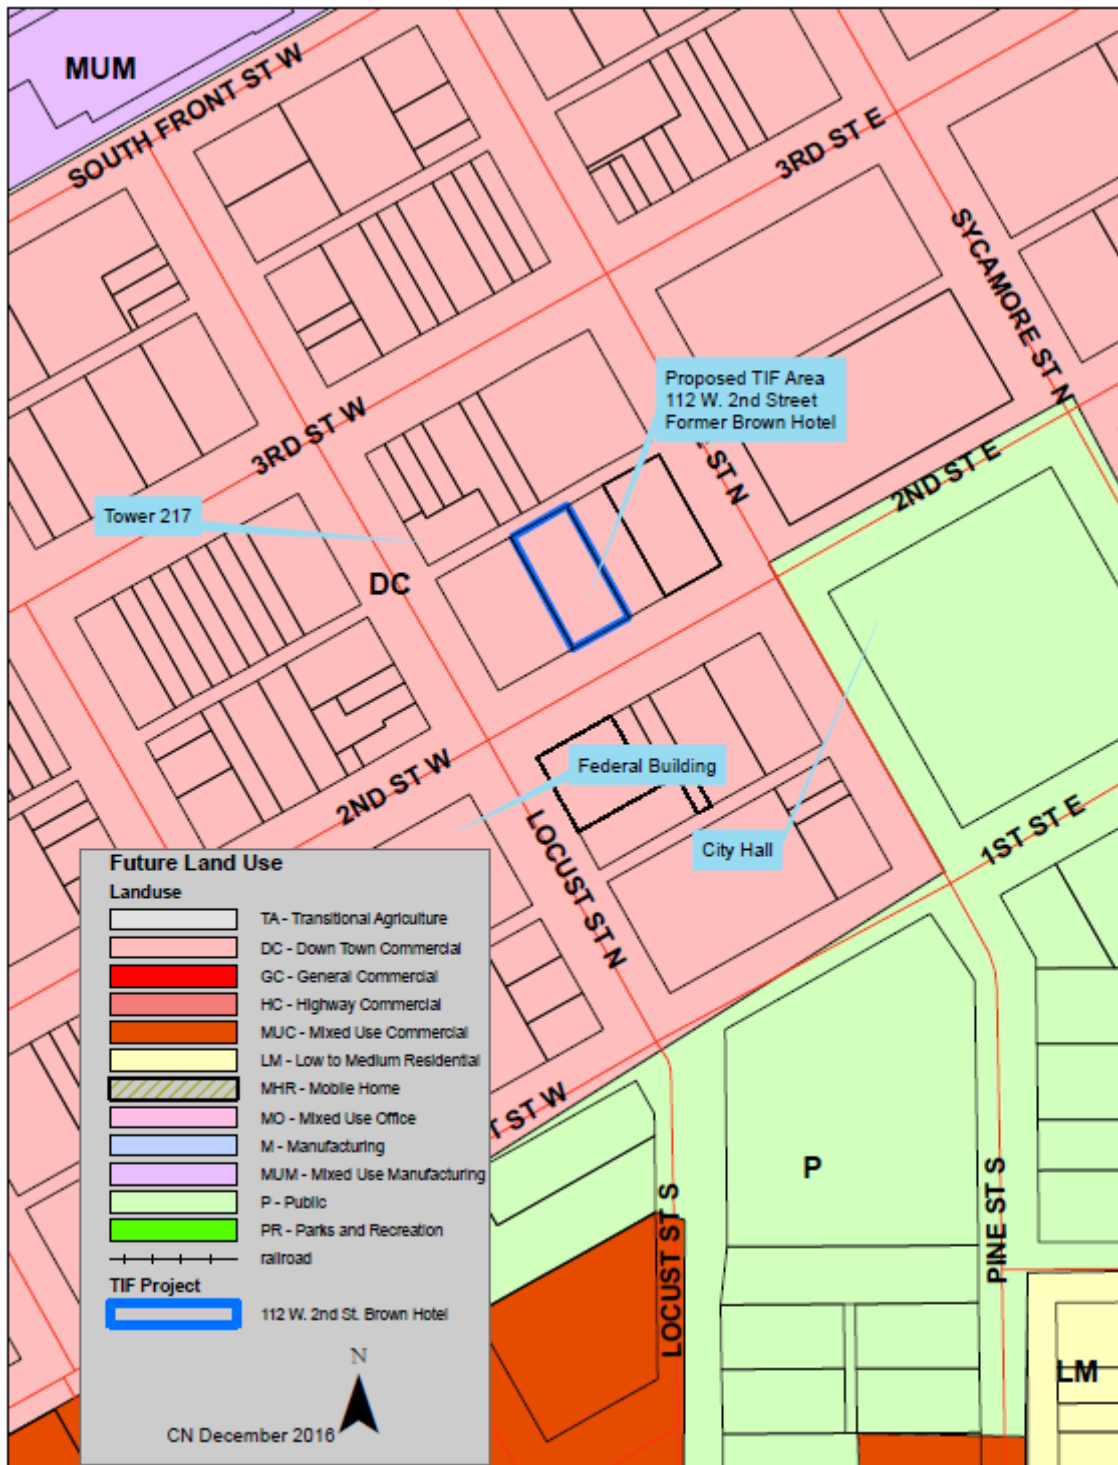 MUM
SOUTH FRONT ST W
3RD ST E
SYCAMORE ST N
Proposed TIF Area
112 W. 2nd Street
Former Brown Hotel
3RD ST W
ST N
2ND ST E
Tower 217
DC
Federal Building
2ND ST W
City Hall
1ST ST E
LOCUST ST N
Future Land Use
Landuse
TA - Transitional Agriculture
DC - Down Town Commercial
GC - General Commercial
HC - Highway Commercial
MUC - Mixed Use Commercial
LM - Low to Medium Residential
MHR - Mobile Home
MO - Mixed Use Office
M - Manufacturing
MUM - Mixed Use Manufacturing
P - Public
PR - Parks and Recreation
railroad
TIF Project
112 W. 2nd St. Brown Hotel
N
CN December 2016
T ST W
P
LOCUST ST S
PINE ST S
LM